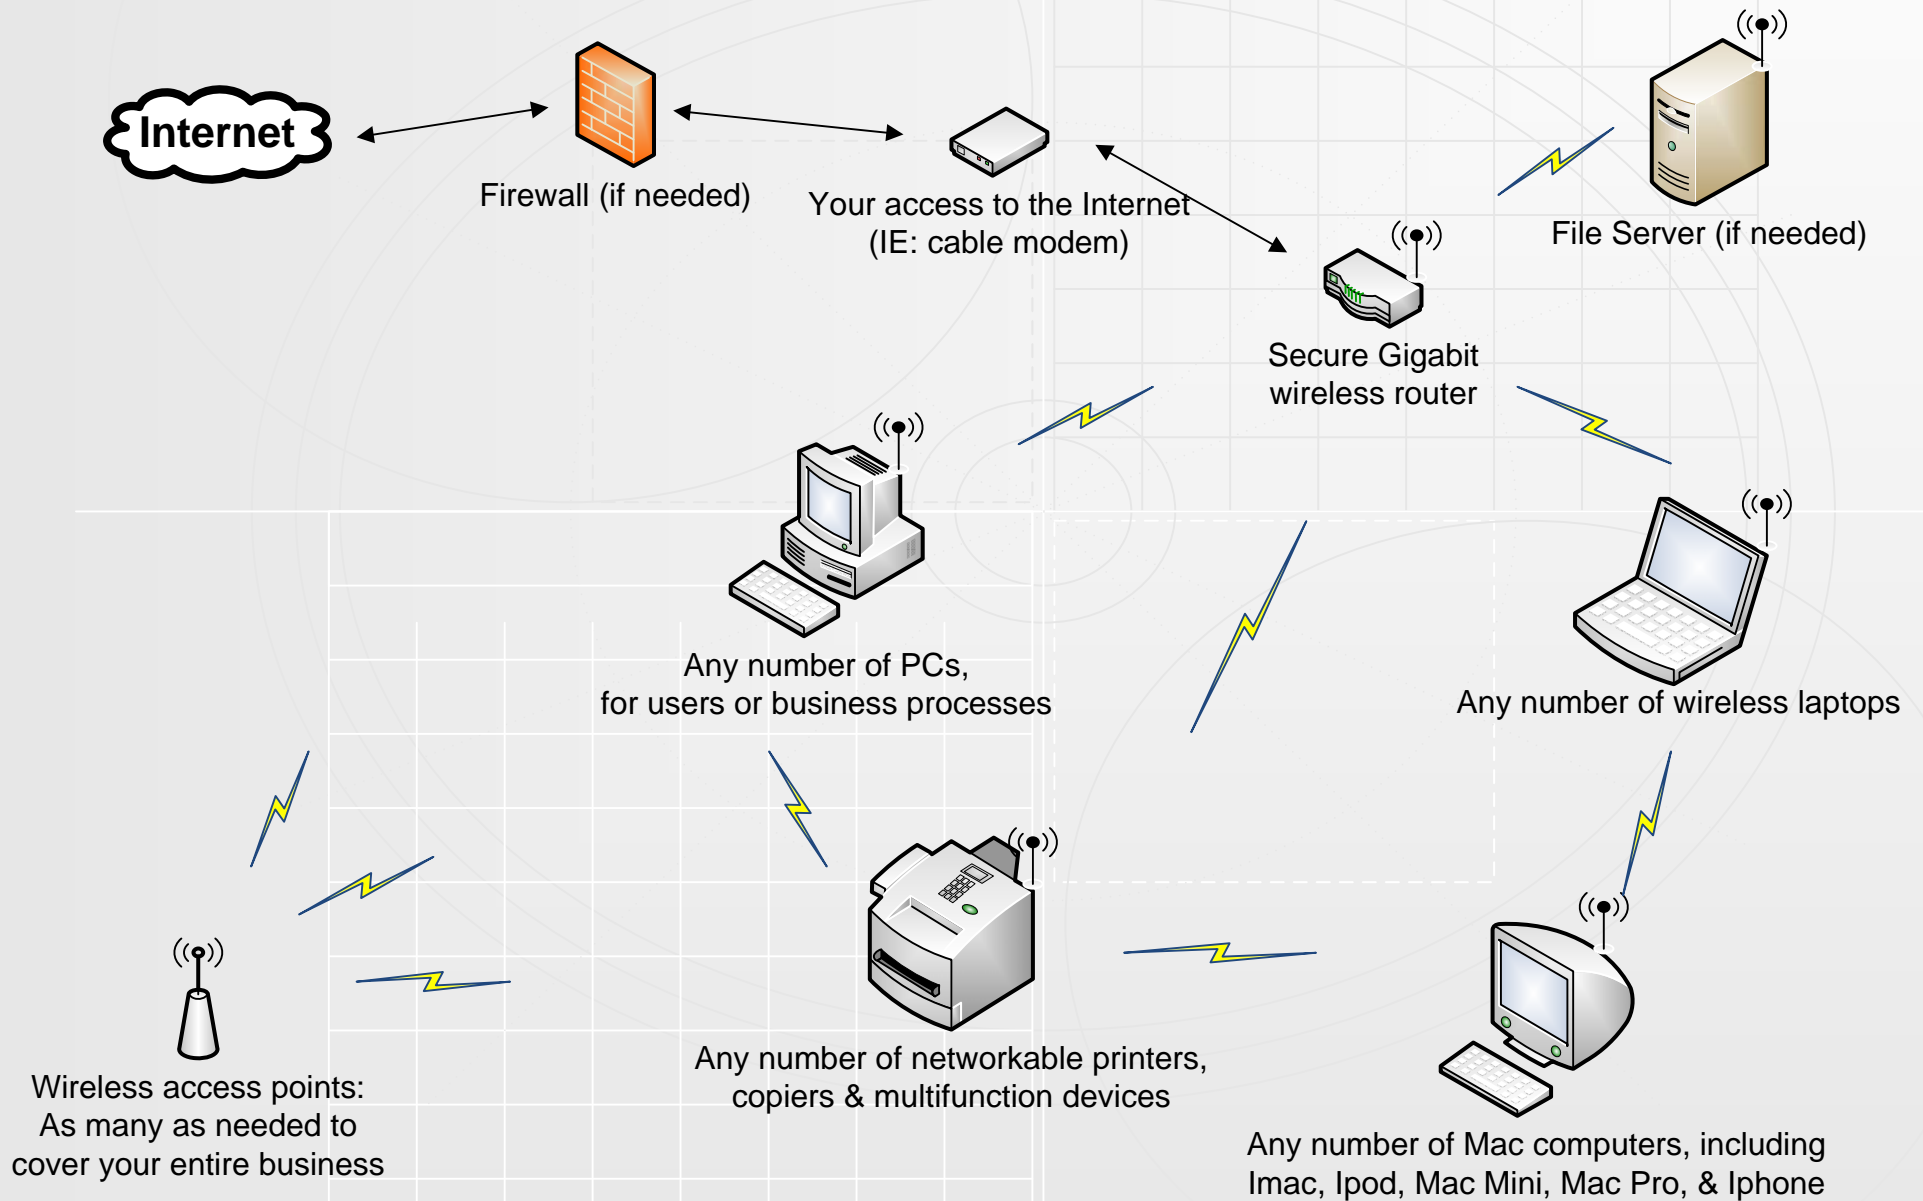 Internet
Firewall (if needed)
Your access to the Internet
(IE: cable modem)
File Server (if needed)
Secure Gigabit
wireless router
Any number of PCs,
for users or business processes
Any number of wireless laptops
Wireless access points:
As many as needed to
cover your entire business
Any number of networkable printers,
copiers & multifunction devices
Any number of Mac computers, including
Imac, Ipod, Mac Mini, Mac Pro, & Iphone